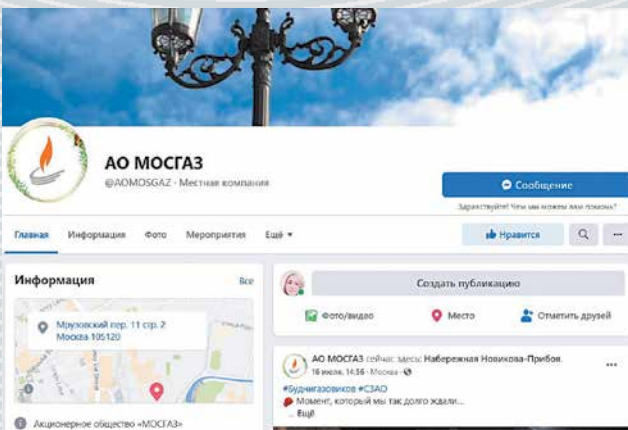 АО МОСГАЗ
@AOMOSGAZ · Местная компания
Сообщение
Здравствуйте! Чем мы можем вам помочь?
Главная Информация Фото Мероприятия Ещё
Нравится
Информация Все
Мрузовский пер. 11 стр. 2
Москва 105120
Акционерное общество «МОСГАЗ»
Создать публикацию
Фото/видео Место Отметить друзей
АО МОСГАЗ сейчас здесь: Набережная Новикова-Прибоя.
16 июля, 14:56 · Москва ·
#Будничгазовиков #СЗАО
Момент, который мы так долго ждали...
... Ещё